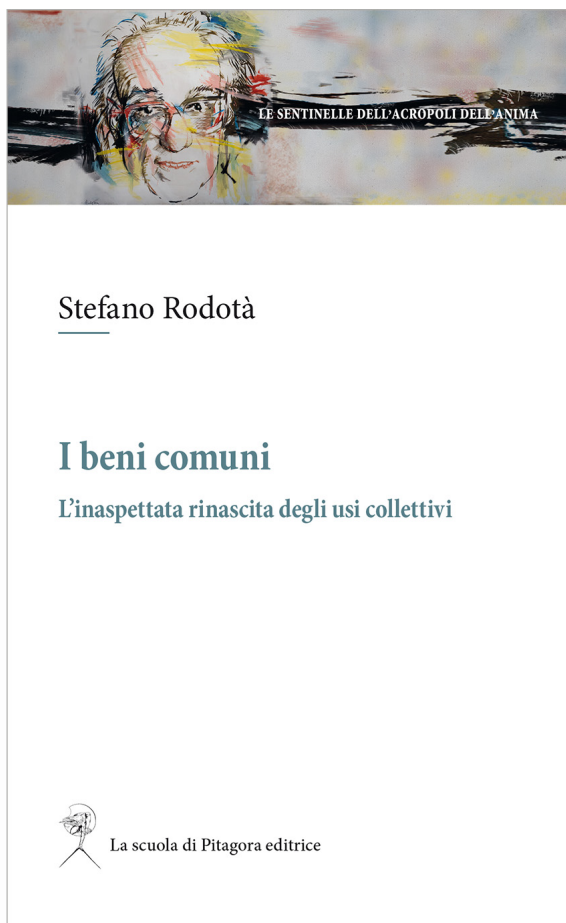 LE SENTINELLE DELL'ACROPOLI DELL'ANIMA
Stefano Rodotà
I beni comuni
L'inaspettata rinascita degli usi collettivi
La scuola di Pitagora editrice